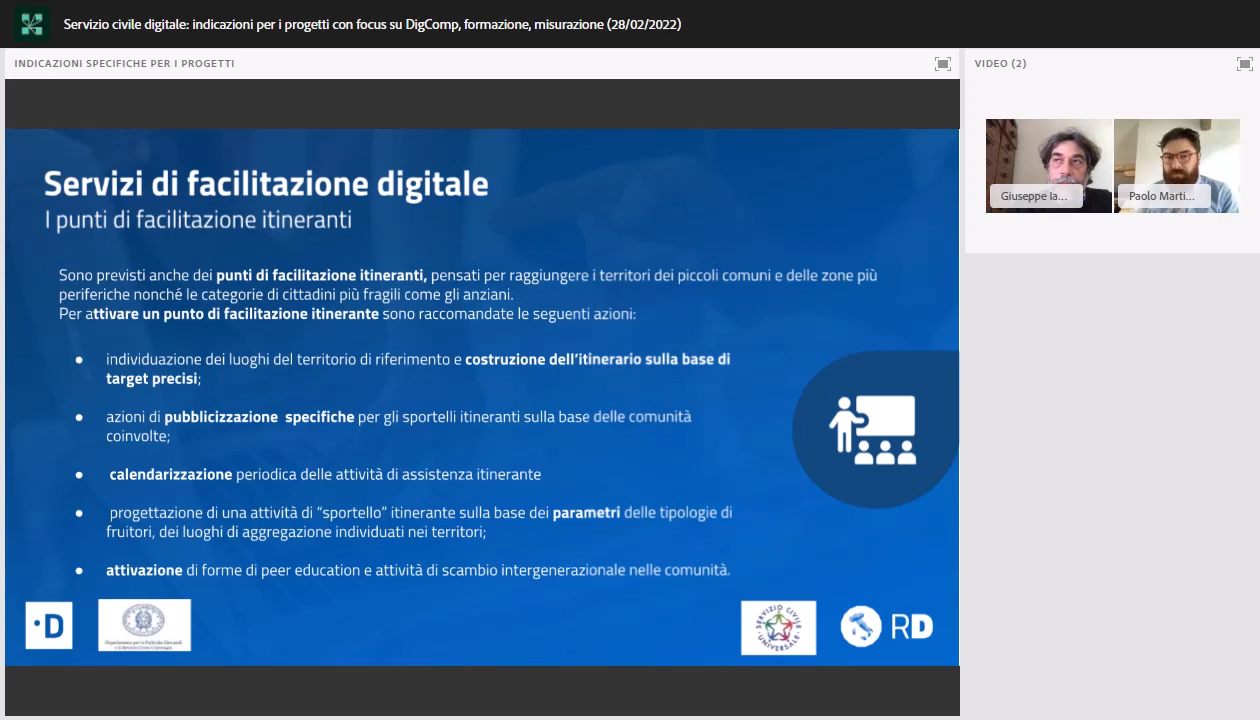 Servizio civile digitale: indicazioni per i progetti con focus su DigComp, formazione, misurazione (28/02/2022)
INDICAZIONI SPECIFICHE PER I PROGETTI
VIDEO (2)
Giuseppe Ia...
Paolo Marti...
Servizi di facilitazione digitale
I punti di facilitazione itineranti
Sono previsti anche dei punti di facilitazione itineranti, pensati per raggiungere i territori dei piccoli comuni e delle zone più
periferiche nonché le categorie di cittadini più fragili come gli anziani.
Per attivare un punto di facilitazione itinerante sono raccomandate le seguenti azioni:
● individuazione dei luoghi del territorio di riferimento e costruzione dell'itinerario sulla base di
target precisi;
● azioni di pubblicizzazione specifiche per gli sportelli itineranti sulla base delle comunità
coinvolte;
● calendarizzazione periodica delle attività di assistenza itinerante
● progettazione di una attività di “sportello” itinerante sulla base dei parametri delle tipologie di
fruitori, dei luoghi di aggregazione individuati nei territori;
● attivazione di forme di peer education e attività di scambio intergenerazionale nelle comunità.
·D
Dipartimento per le Politiche Giovanili
e il Servizio Civile Universale
SERVIZIO CIVILE
UNIVERSALE
RD